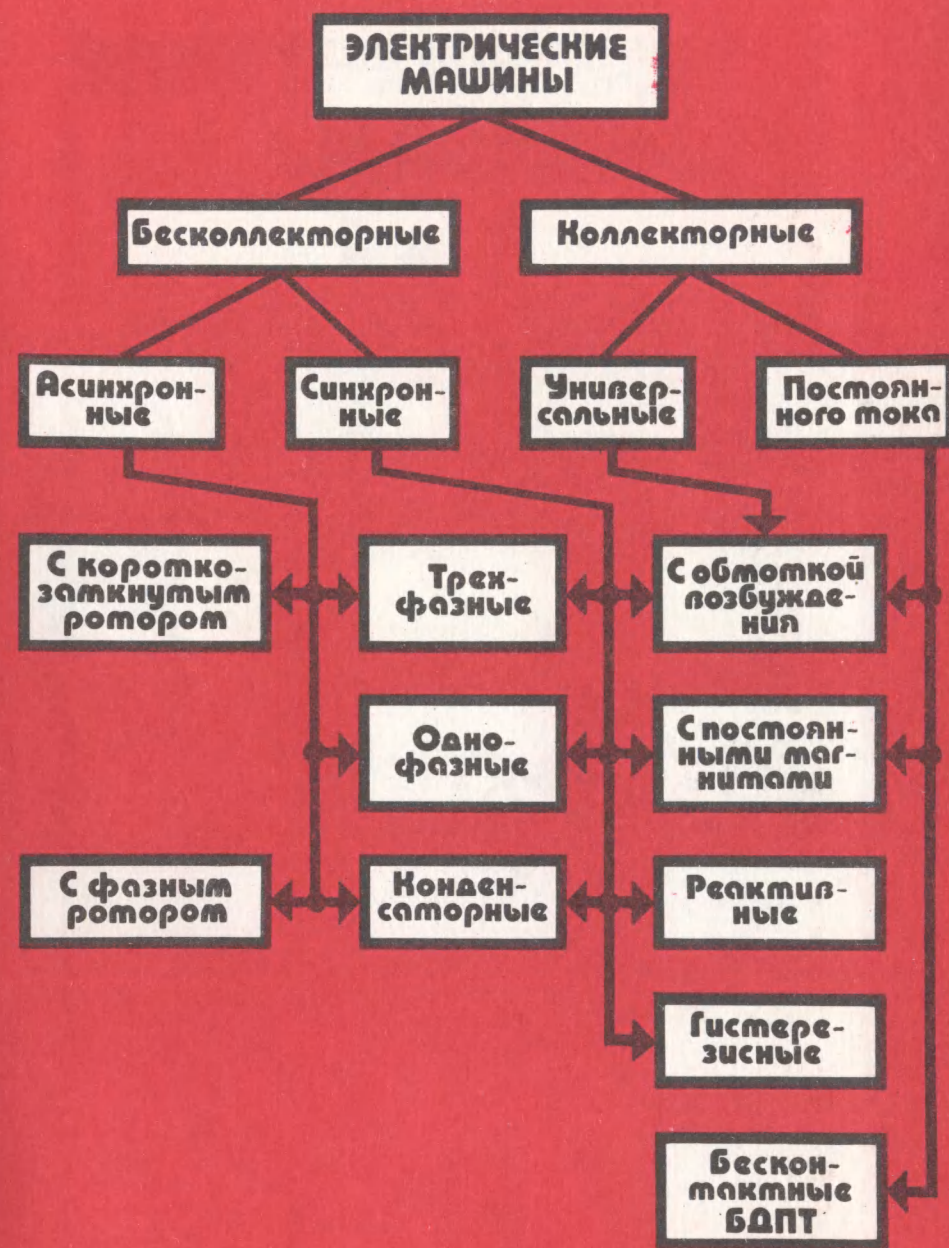 ЭЛЕКТРИЧЕСКИЕ
МАШИНЫ
Бесколлекторные
Коллекторные
Асинхрон-
ные
Синхрон-
ные
Универ-
сальные
Постоян-
ного тока
С коротко-
замкнутым
ротором
Трех-
фазные
С обмоткой
возбужде-
ния
Одно-
фазные
С постоян-
ными маг-
нитами
С фазным
ротором
Конден-
саторные
Реактив-
ные
Гистере-
зисные
Бескон-
тактные
БДПТ